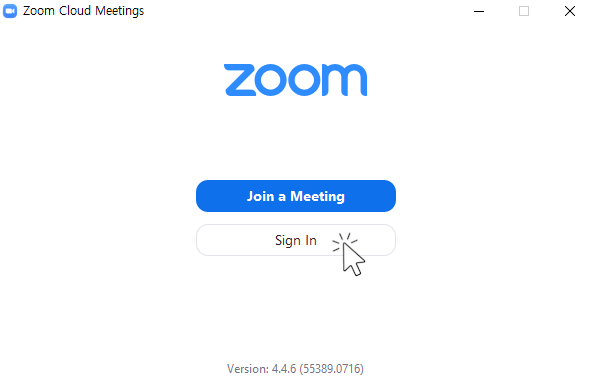 Zoom Cloud Meetings
zoom
Join a Meeting
Sign In
Version: 4.4.6 (55389.0716)